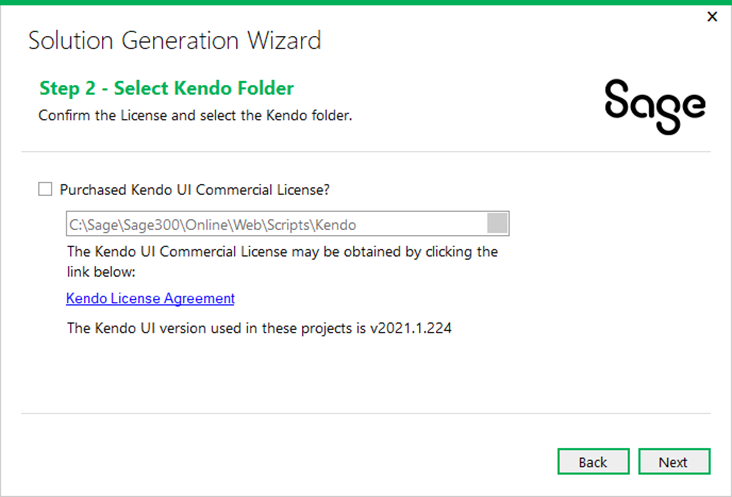 Solution Generation Wizard
Step 2 - Select Kendo Folder
Confirm the License and select the Kendo folder.
Sage
Purchased Kendo UI Commercial License?
C:\Sage\Sage300\Online\Web\Scripts\Kendo
The Kendo UI Commercial License may be obtained by clicking the
link below:
Kendo License Agreement
The Kendo UI version used in these projects is v2021.1.224
Back
Next